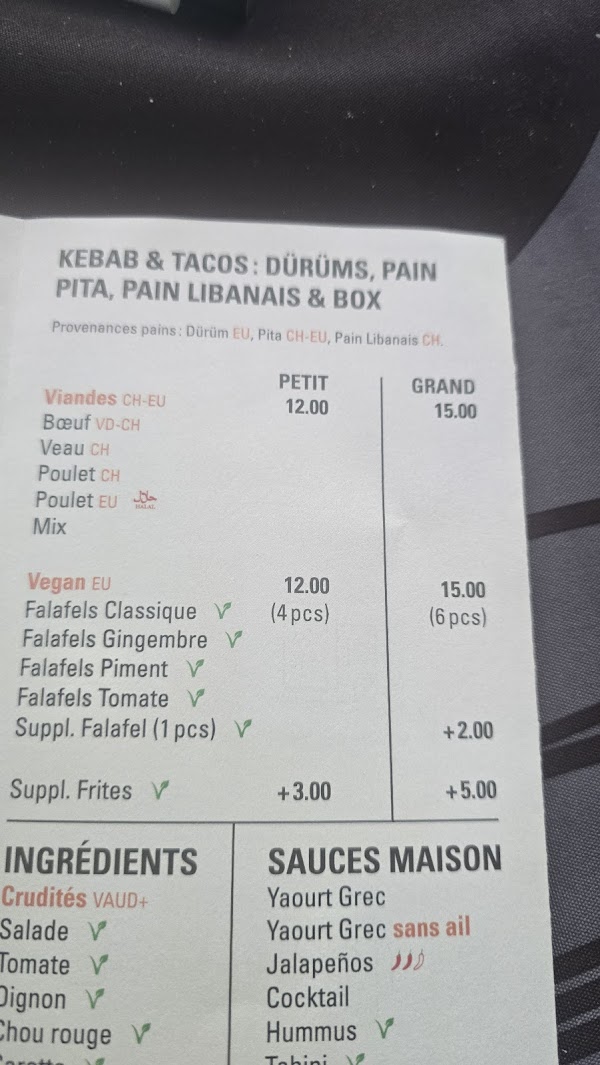 KEBAB & TACOS: DÜRÜMS, PAIN
PITA, PAIN LIBANAIS & BOX
Provenances pains: Dürüm EU, Pita CH-EU, Pain Libanais CH.
PETIT GRAND
Viandes CH-EU 12.00 15.00
Bœuf VD-CH
Veau CH
Poulet CH
Poulet EU حلال HALAL
Mix
Vegan EU 12.00 15.00
Falafels Classique (4 pcs) (6 pcs)
Falafels Gingembre
Falafels Piment
Falafels Tomate
Suppl. Falafel (1 pcs) +2.00
Suppl. Frites +3.00 +5.00
INGRÉDIENTS
Crudités VAUD+
Salade
Tomate
Oignon
Chou rouge
SAUCES MAISON
Yaourt Grec
Yaourt Grec sans ail
Jalapeños
Cocktail
Hummus
Tahini